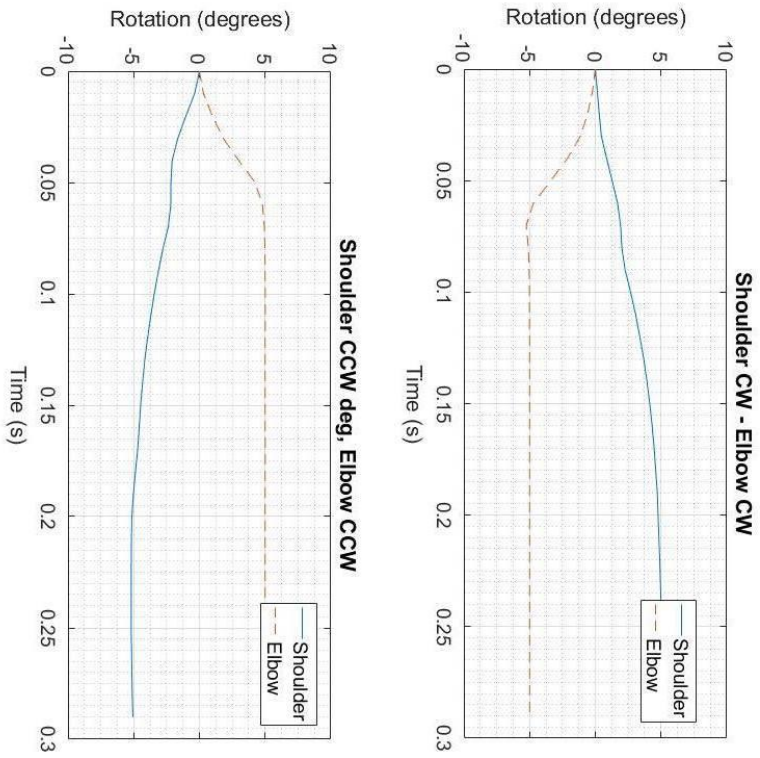 Shoulder CW - Elbow CW
Rotation (degrees)
10
5
0
-5
-10
0
0.05
0.1
0.15
0.2
0.25
0.3
Time (s)
Shoulder
Elbow
Shoulder CCW deg, Elbow CCW
Rotation (degrees)
10
5
0
-5
-10
0
0.05
0.1
0.15
0.2
0.25
0.3
Time (s)
Shoulder
Elbow